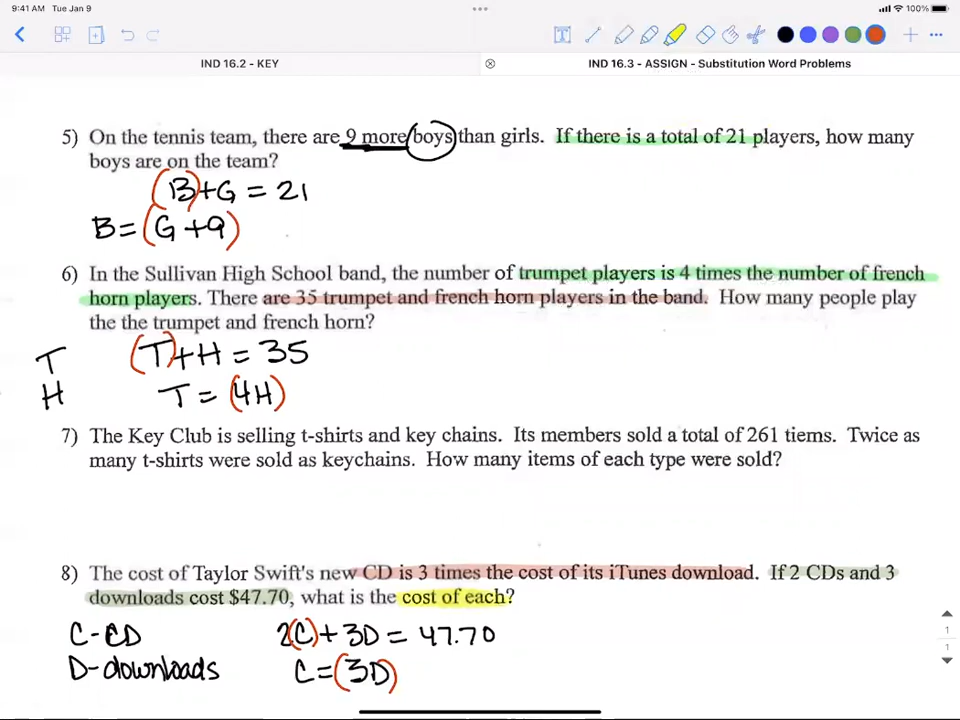 9:41 AM Tue Jan 9
100%
IND 16.2 - KEY
IND 16.3 - ASSIGN - Substitution Word Problems
5) On the tennis team, there are 9 more boys than girls. If there is a total of 21 players, how many
boys are on the team?
(B)+G = 21
B = (G+9)
6) In the Sullivan High School band, the number of trumpet players is 4 times the number of french
horn players. There are 35 trumpet and french horn players in the band. How many people play
the the trumpet and french horn?
T (T)+H = 35
H T = (4H)
7) The Key Club is selling t-shirts and key chains. Its members sold a total of 261 tiems. Twice as
many t-shirts were sold as keychains. How many items of each type were sold?
8) The cost of Taylor Swift's new CD is 3 times the cost of its iTunes download. If 2 CDs and 3
downloads cost $47.70, what is the cost of each?
C-CD 2(C)+3D = 47.70
D-downloads C = (3D)
1
1